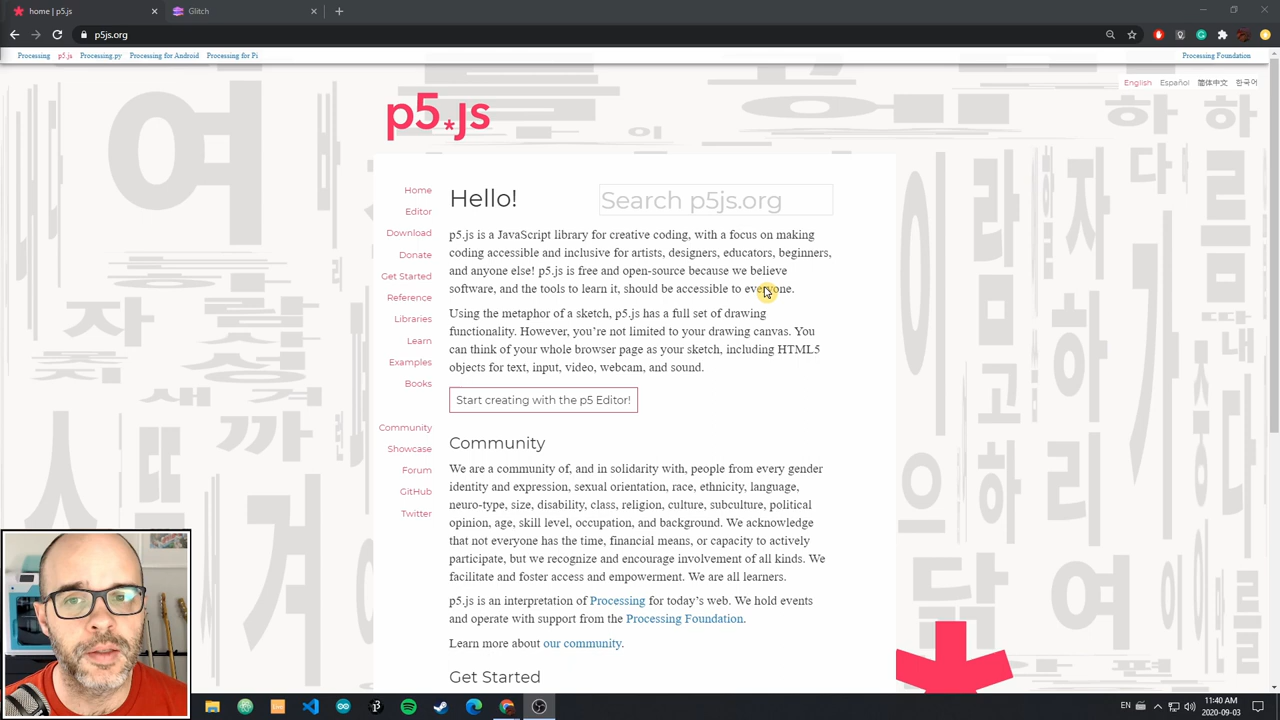 home | p5.js
Glitch
p5js.org
Processing p5.js Processing.py Processing for Android Processing for Pi
Processing Foundation
English Español 简体中文 한국어
p5.js
Home
Editor
Download
Donate
Get Started
Reference
Libraries
Learn
Examples
Books
Community
Showcase
Forum
GitHub
Twitter
Hello!
Search p5js.org
p5.js is a JavaScript library for creative coding, with a focus on making
coding accessible and inclusive for artists, designers, educators, beginners,
and anyone else! p5.js is free and open-source because we believe
software, and the tools to learn it, should be accessible to everyone.
Using the metaphor of a sketch, p5.js has a full set of drawing
functionality. However, you're not limited to your drawing canvas. You
can think of your whole browser page as your sketch, including HTML5
objects for text, input, video, webcam, and sound.
Start creating with the p5 Editor!
Community
We are a community of, and in solidarity with, people from every gender
identity and expression, sexual orientation, race, ethnicity, language,
neuro-type, size, disability, class, religion, culture, subculture, political
opinion, age, skill level, occupation, and background. We acknowledge
that not everyone has the time, financial means, or capacity to actively
participate, but we recognize and encourage involvement of all kinds. We
facilitate and foster access and empowerment. We are all learners.
p5.js is an interpretation of Processing for today's web. We hold events
and operate with support from the Processing Foundation.
Learn more about our community.
Get Started
EN
11:40 AM
2020-09-03